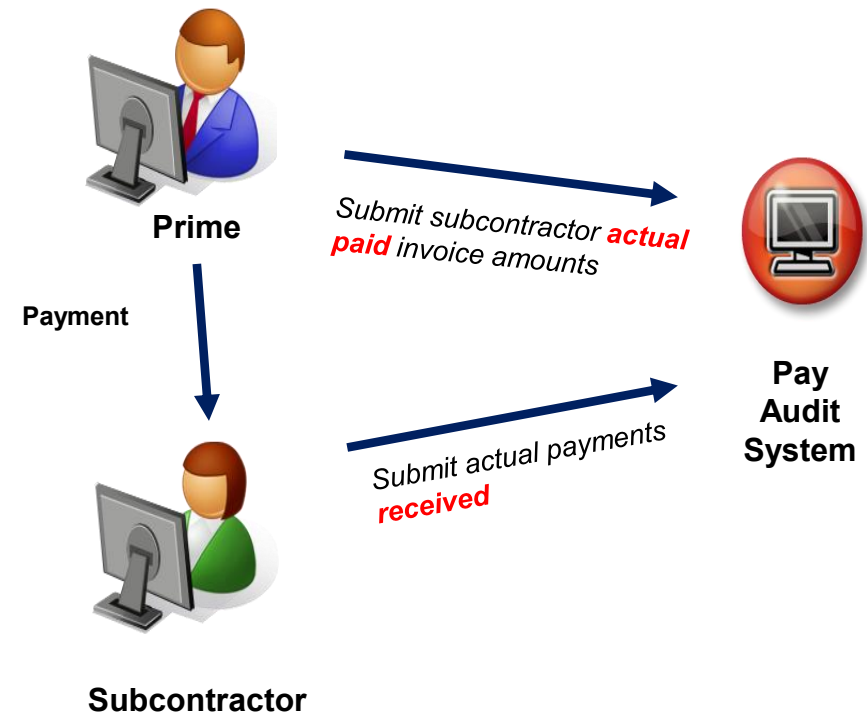 Prime
Submit subcontractor actual
paid invoice amounts
Payment
Pay
Audit
System
Submit actual payments
received
Subcontractor